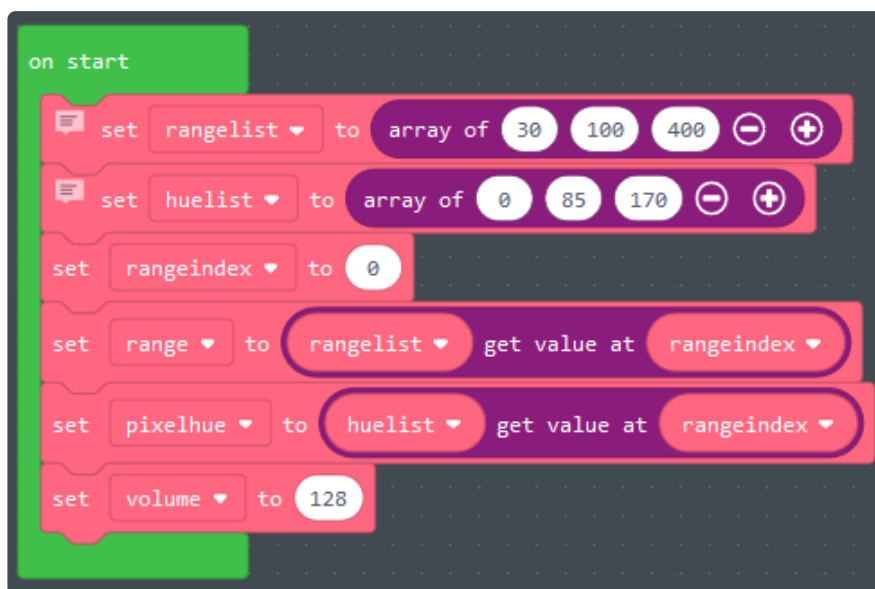 on start
set rangelist to array of 30 100 400
set huelist to array of 0 85 170
set rangeindex to 0
set range to rangelist get value at rangeindex
set pixelhue to huelist get value at rangeindex
set volume to 128